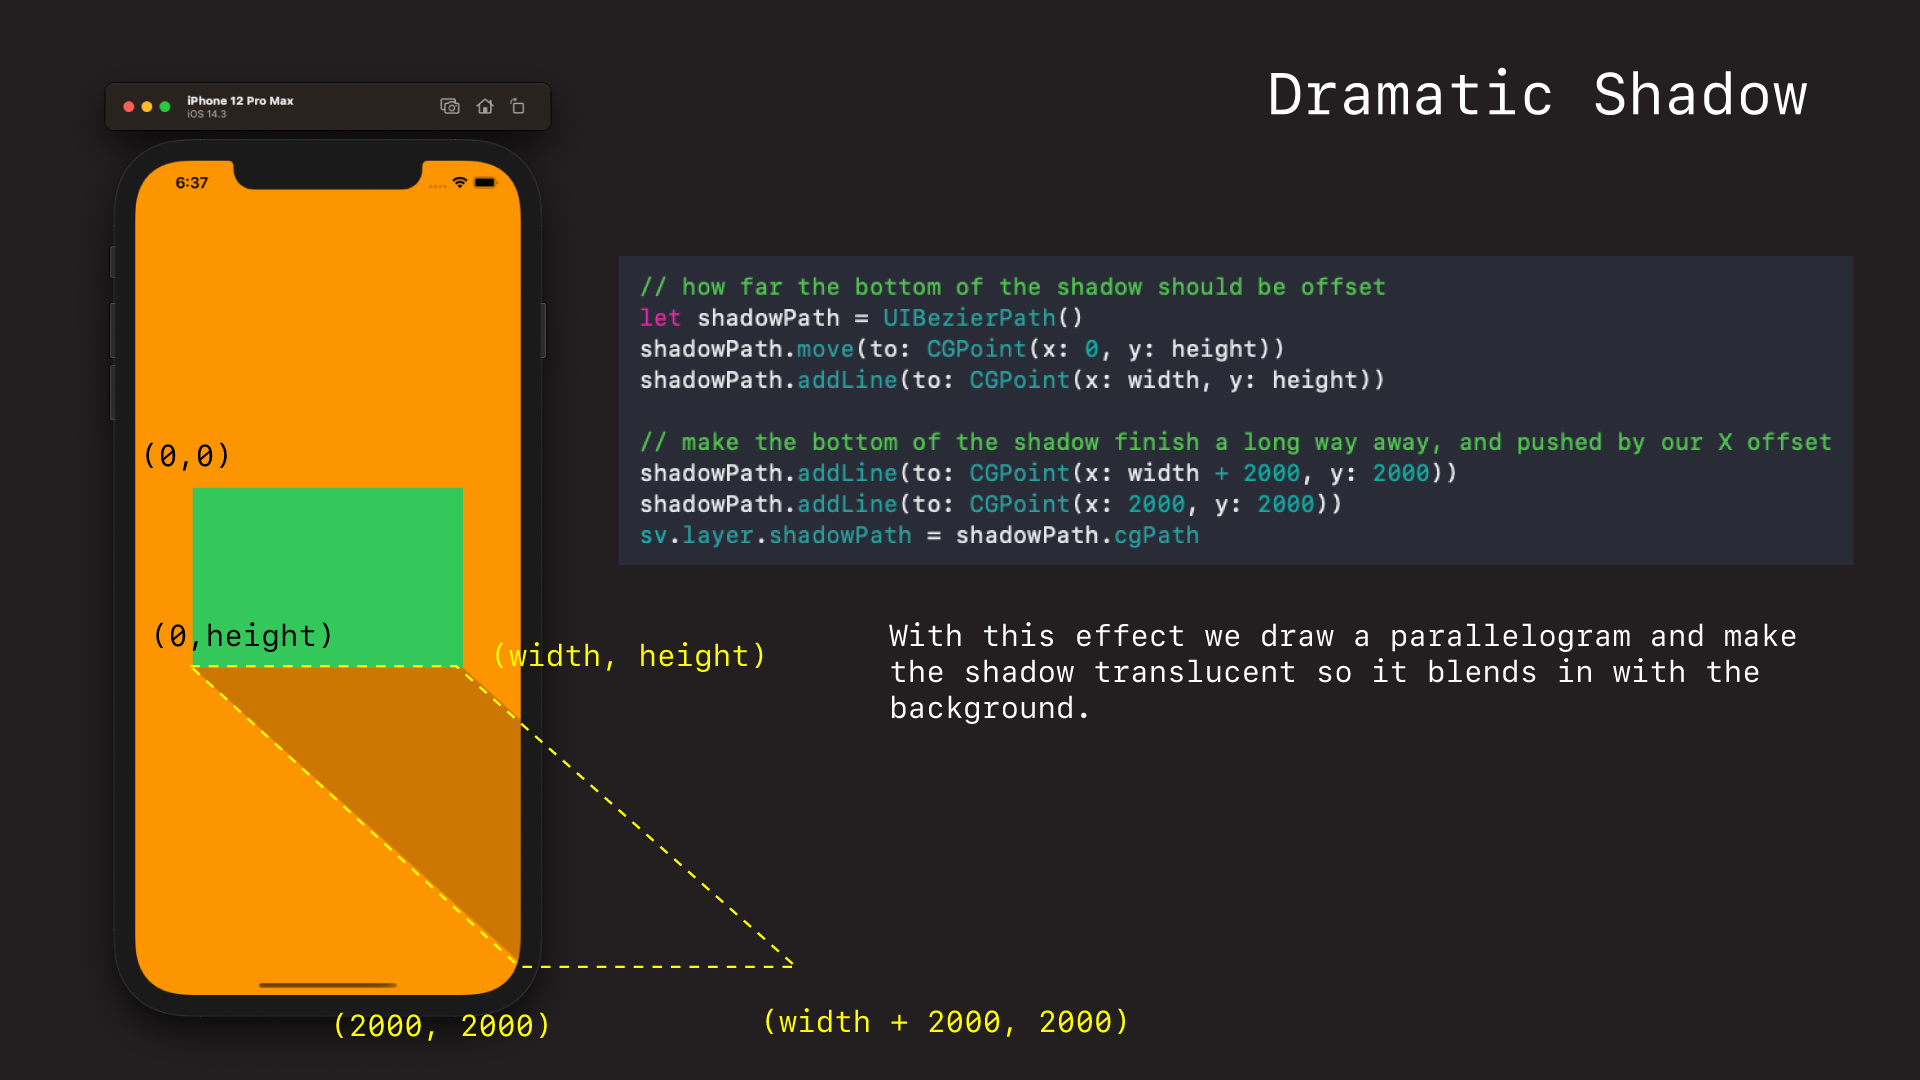 Dramatic Shadow
iPhone 12 Pro Max
iOS 14.3
6:37
// how far the bottom of the shadow should be offset
let shadowPath = UIBezierPath()
shadowPath.move(to: CGPoint(x: 0, y: height))
shadowPath.addLine(to: CGPoint(x: width, y: height))
// make the bottom of the shadow finish a long way away, and pushed by our X offset
shadowPath.addLine(to: CGPoint(x: width + 2000, y: 2000))
shadowPath.addLine(to: CGPoint(x: 2000, y: 2000))
sv.layer.shadowPath = shadowPath.cgPath
(0,0)
(0,height)
(width, height)
With this effect we draw a parallelogram and make
the shadow translucent so it blends in with the
background.
(2000, 2000)
(width + 2000, 2000)